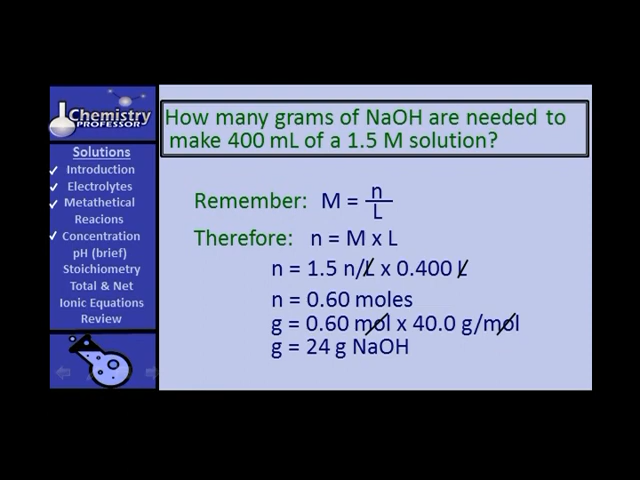 Chemistry
PROFESSOR
Solutions
Introduction
Electrolytes
Metathetical
Reacions
Concentration
pH (brief)
Stoichiometry
Total & Net
Ionic Equations
Review
How many grams of NaOH are needed to
make 400 mL of a 1.5 M solution?
Remember: M = n
L
Therefore: n = M x L
n = 1.5 n/L x 0.400 L
n = 0.60 moles
g = 0.60 mol x 40.0 g/mol
g = 24 g NaOH